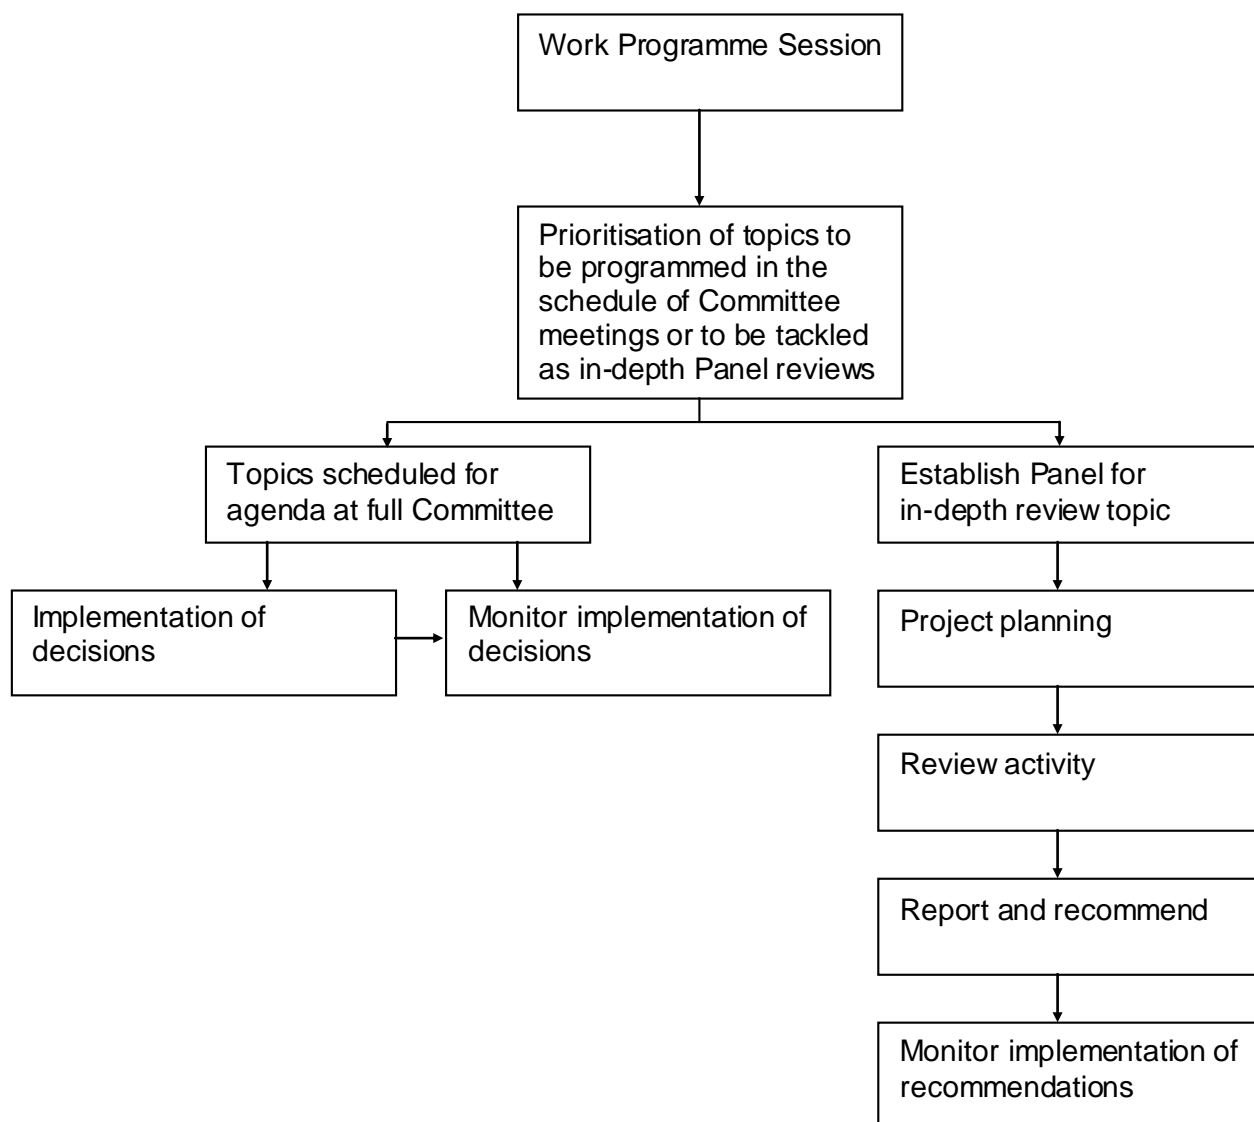 Work Programme Session
Prioritisation of topics to
be programmed in the
schedule of Committee
meetings or to be tackled
as in-depth Panel reviews
Topics scheduled for
agenda at full Committee
Establish Panel for
in-depth review topic
Implementation of
decisions
Monitor implementation of
decisions
Project planning
Review activity
Report and recommend
Monitor implementation of
recommendations